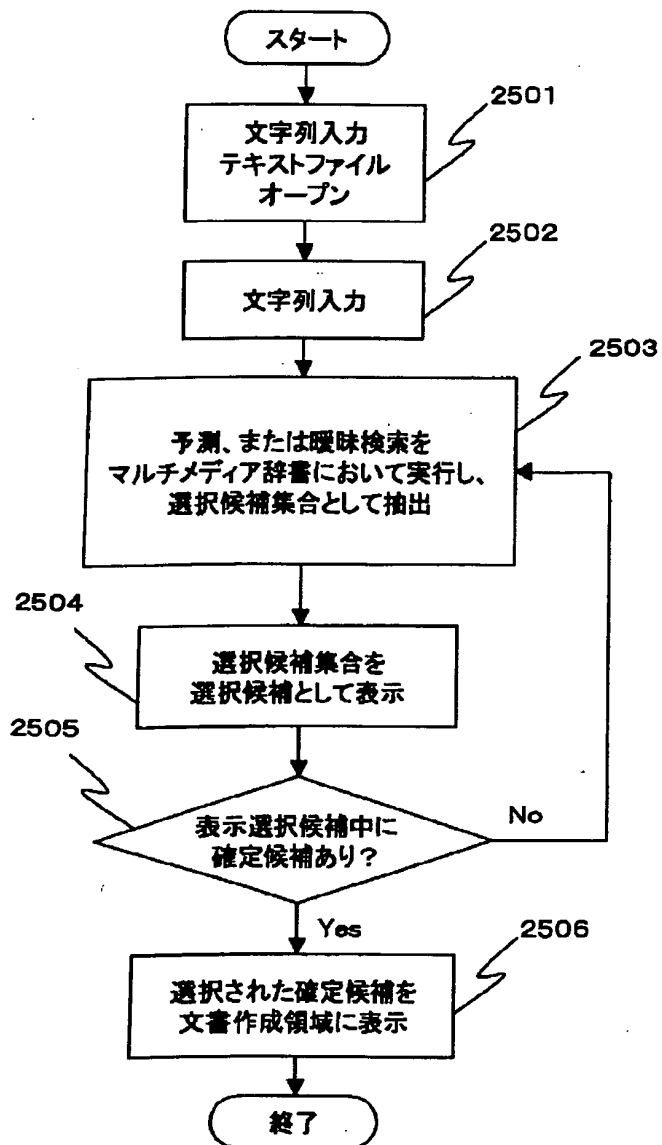 スタート
2501
文字列入力
テキストファイル
オープン
2502
文字列入力
2503
予測、または曖昧検索を
マルチメディア辞書において実行し、
選択候補集合として抽出
2504
選択候補集合を
選択候補として表示
2505
表示選択候補中に
確定候補あり?
No
Yes
2506
選択された確定候補を
文書作成領域に表示
終了